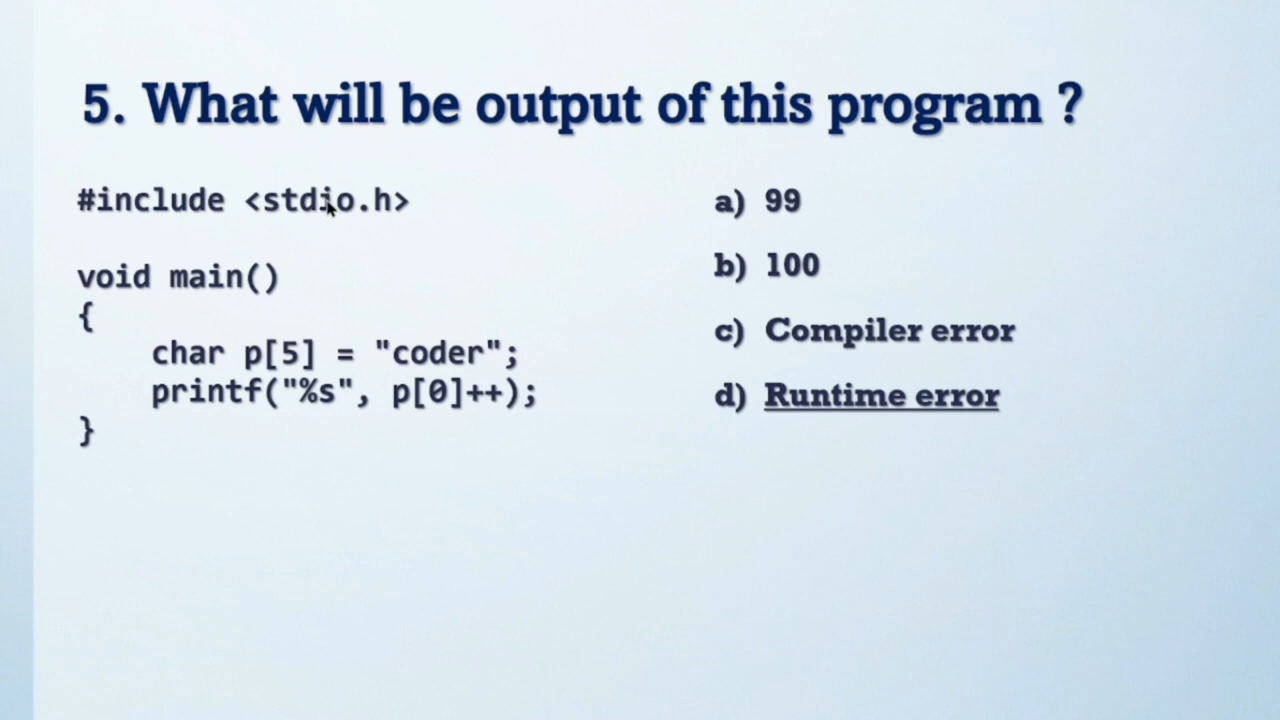 5. What will be output of this program ?
#include <stdio.h>
void main()
{
char p[5] = "coder";
printf("%s", p[0]++);
}
a) 99
b) 100
c) Compiler error
d) Runtime error